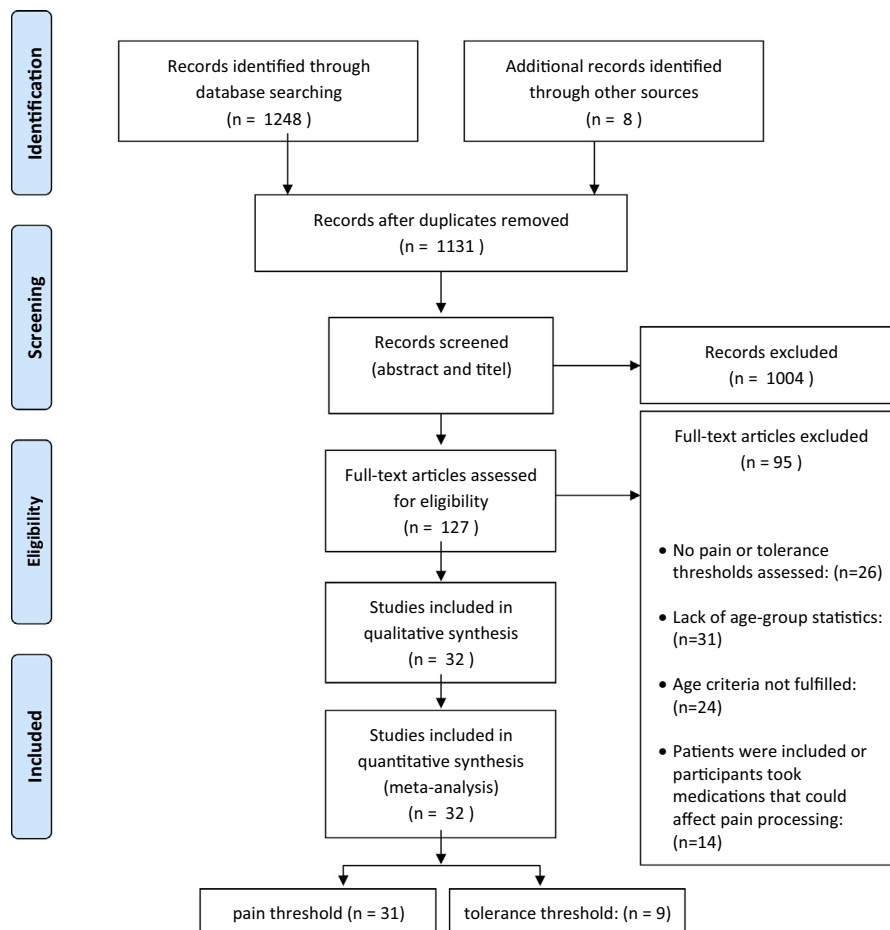 Identification
Records identified through
database searching
(n = 1248 )
Additional records identified
through other sources
(n = 8 )
Records after duplicates removed
(n = 1131 )
Screening
Records screened
(abstract and titel)
Records excluded
(n = 1004 )
Eligibility
Full-text articles assessed
for eligibility
(n = 127 )
Full-text articles excluded
(n = 95 )
• No pain or tolerance
thresholds assessed: (n=26)
• Lack of age-group statistics:
(n=31)
• Age criteria not fulfilled:
(n=24)
• Patients were included or
participants took
medications that could
affect pain processing:
(n=14)
Studies included in
qualitative synthesis
(n = 32 )
Included
Studies included in
quantitative synthesis
(meta-analysis)
(n = 32 )
pain threshold (n = 31)
tolerance threshold: (n = 9)